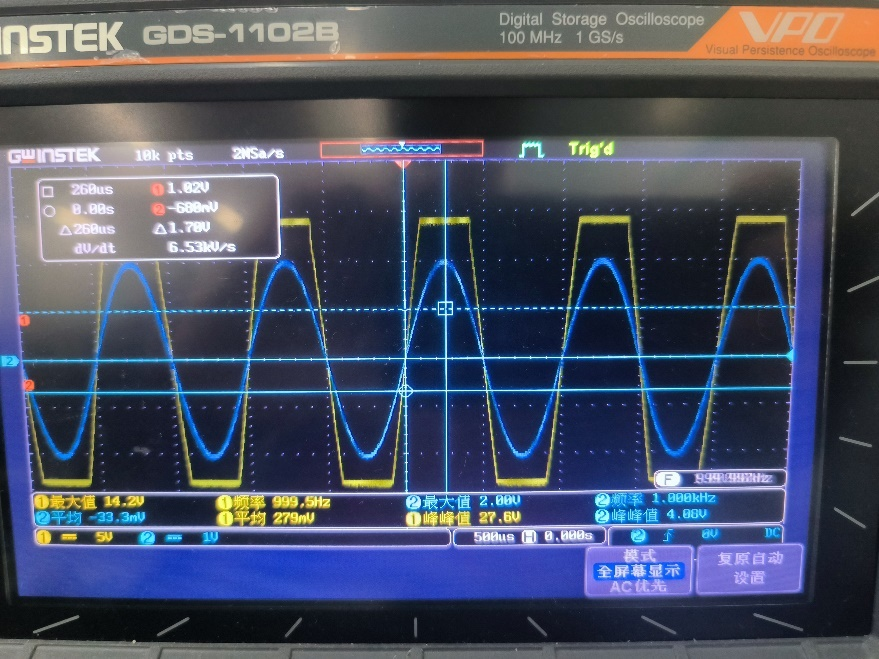 INSTEK GDS-1102B
Digital Storage Oscilloscope
100 MHz 1 GS/s
VPO
Visual Persistence Oscilloscope
GWINSTEK 10k pts 2MSa/s Trig'd
260us 1 1.02V
0.00s 2 -680mV
△260us △1.70V
dV/dt 6.53kV/s
1
2
2
F
1 最大值 14.2V 1 频率 999.5Hz 2 最大值 2.00V 2 频率 1.000kHz
2 平均 -33.3mV 1 平均 279mV 1 峰峰值 27.6V 2 峰峰值 4.08V
1 5V 2 1V 500us H 0.000s 2 0V DC
模式
全屏幕显示
AC优先
复原自动
设置